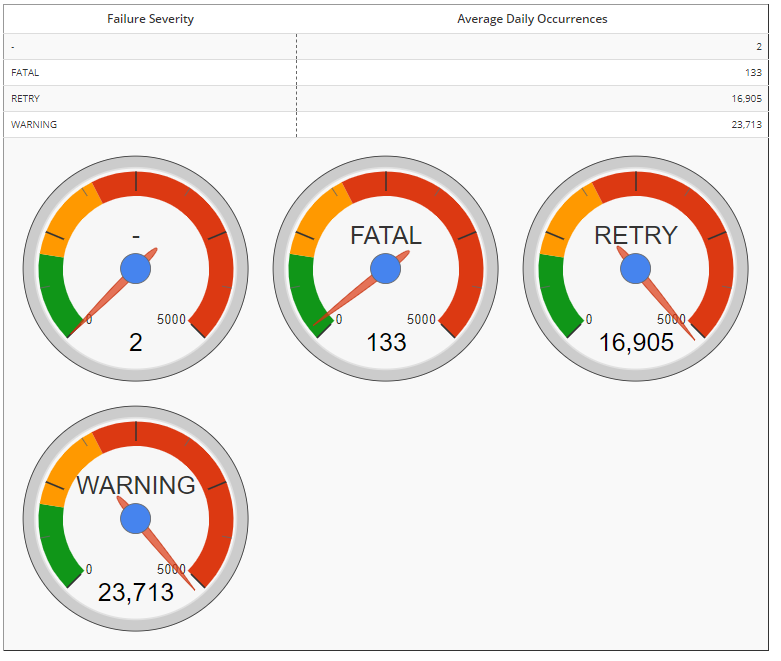 Failure Severity Average Daily Occurrences
- 2
FATAL 133
RETRY 16,905
WARNING 23,713
- FATAL RETRY
0 5000 0 5000 0 5000
2 133 16,905
WARNING
0 5000
23,713